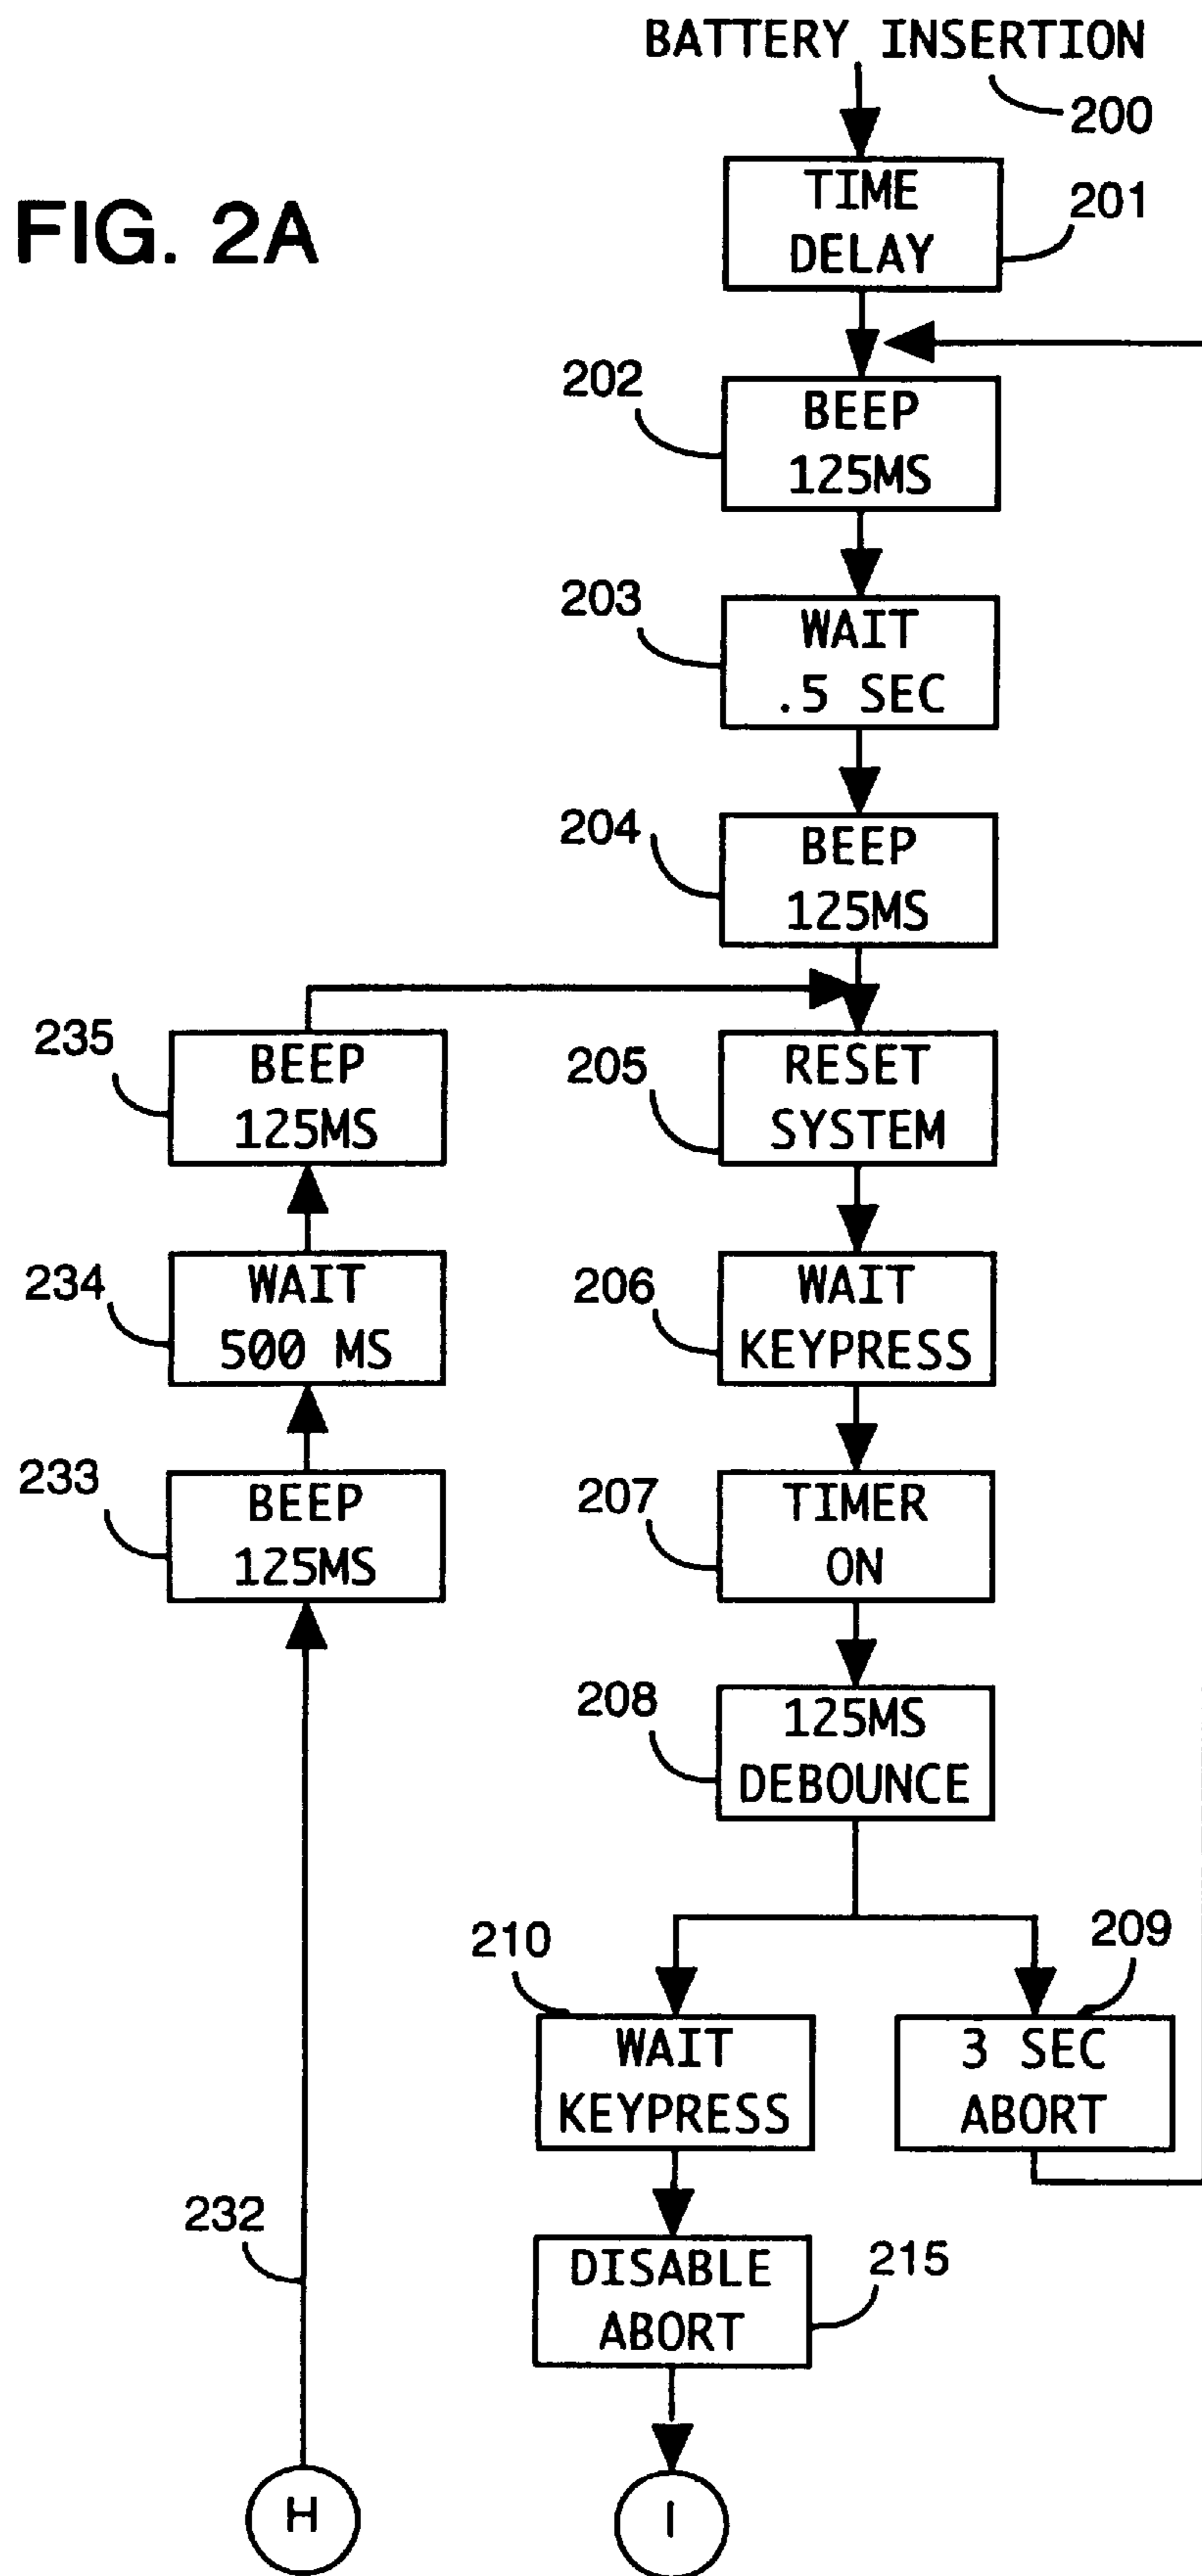 BATTERY INSERTION
200
FIG. 2A
TIME
DELAY
201
202
BEEP
125MS
203
WAIT
.5 SEC
204
BEEP
125MS
235
BEEP
125MS
205
RESET
SYSTEM
234
WAIT
500 MS
206
WAIT
KEYPRESS
233
BEEP
125MS
207
TIMER
ON
208
125MS
DEBOUNCE
210
WAIT
KEYPRESS
209
3 SEC
ABORT
232
DISABLE
ABORT
215
H
I